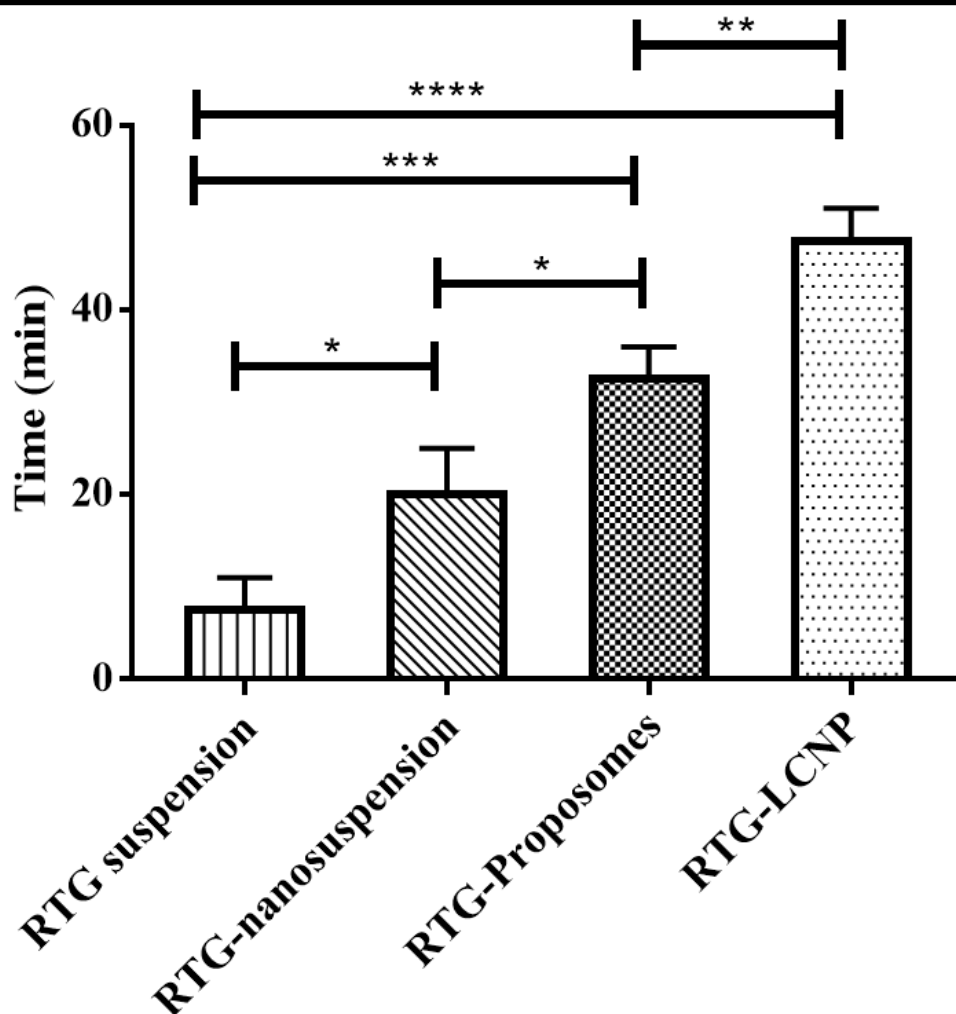 **
****
***
*
*
Time (min)
60
40
20
0
RTG suspension
RTG-nanosuspension
RTG-Proposomes
RTG-LCNP